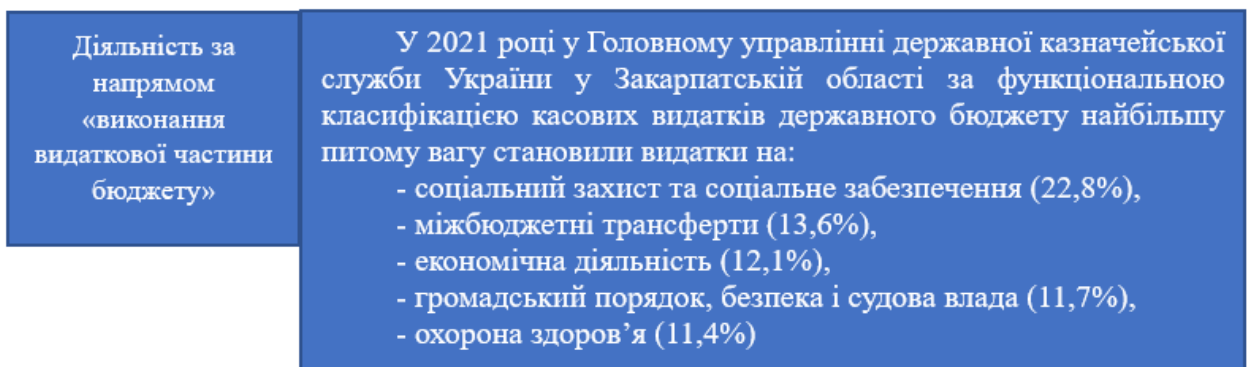 Діяльність за
напрямом
«виконання
видаткової частини
бюджету»
У 2021 році у Головному управлінні державної казначейської
служби України у Закарпатській області за функціональною
класифікацією касових видатків державного бюджету найбільшу
питому вагу становили видатки на:
- соціальний захист та соціальне забезпечення (22,8%),
- міжбюджетні трансферти (13,6%),
- економічна діяльність (12,1%),
- громадський порядок, безпека і судова влада (11,7%),
- охорона здоров’я (11,4%)